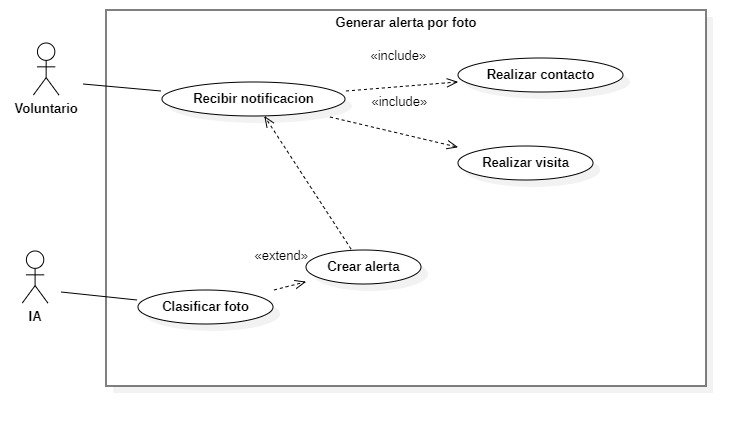 Generar alerta por foto
«include»
Realizar contacto
Recibir notificacion
«include»
Voluntario
Realizar visita
«extend»
Crear alerta
Clasificar foto
IA